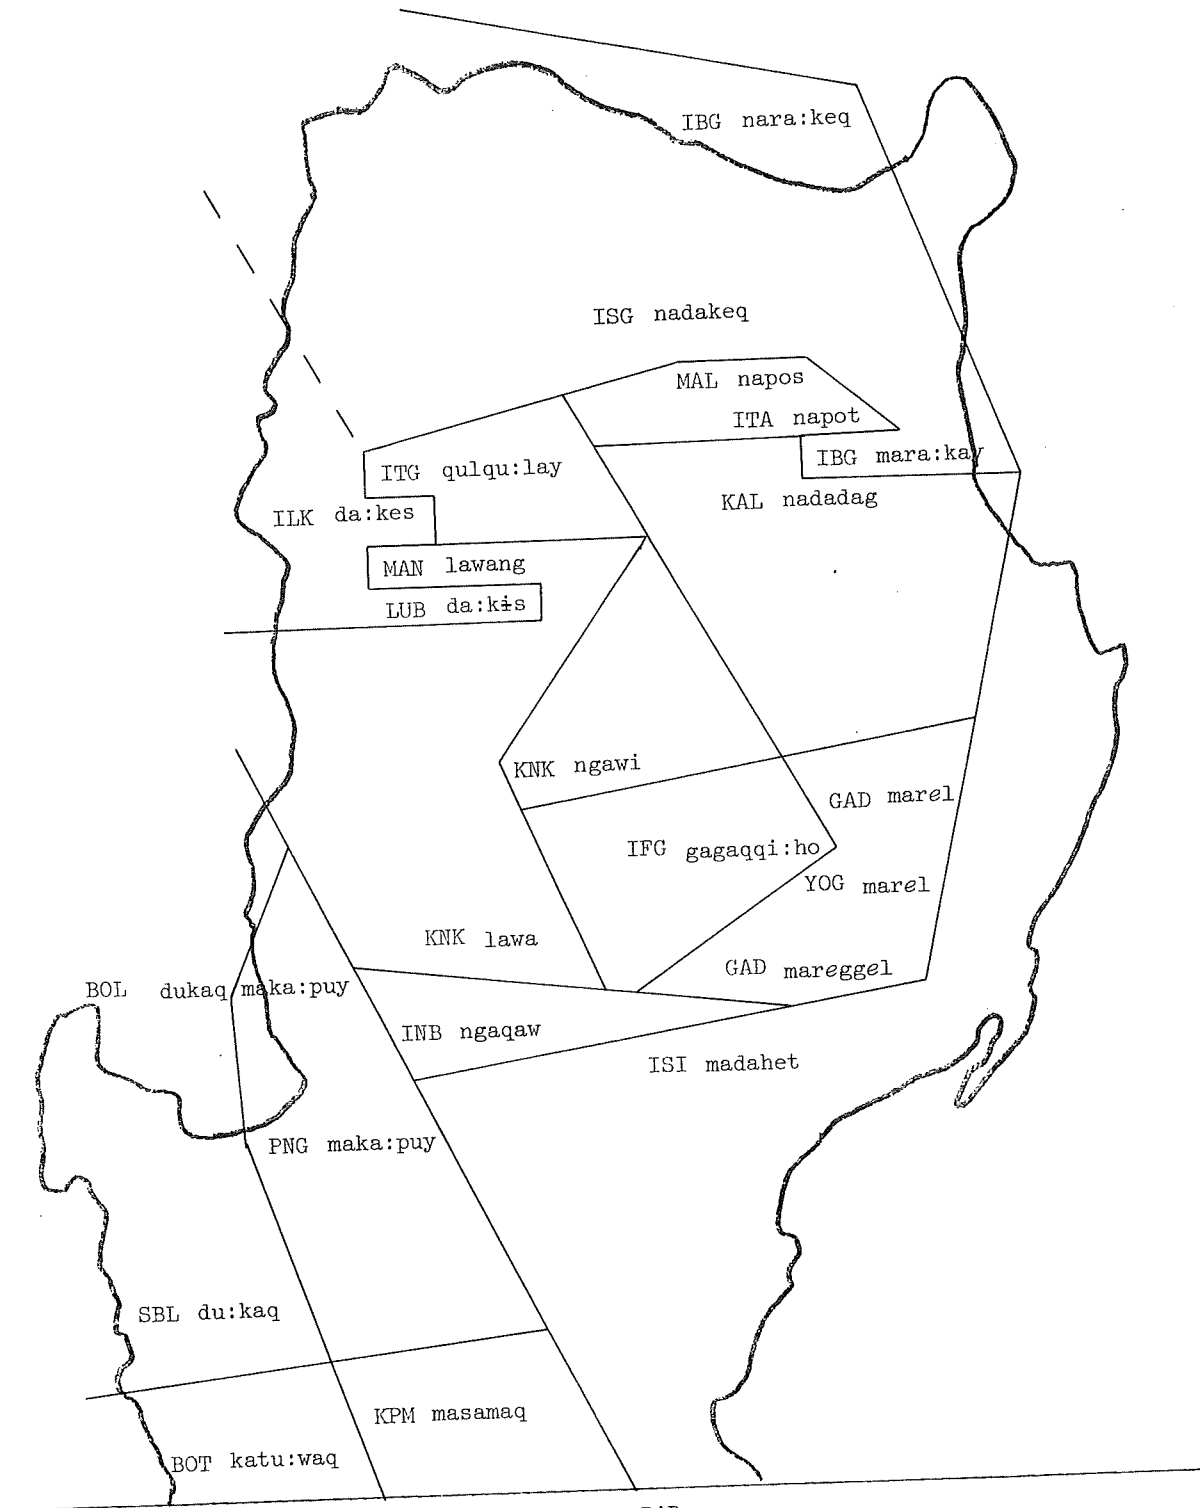 IBG nara:keq
ISG nadakeq
MAL napos
ITA napot
IBG mara:kay
ITG qulqu:lay
KAL nadadag
ILK da:kes
MAN lawang
LUB da:kɨs
KNK ngawi
GAD marel
IFG gagaqqi:ho
YOG marel
KNK lawa
GAD mareggel
BOL dukaq maka:puy
INB ngaqaw
ISI madahet
PNG maka:puy
SBL du:kaq
KPM masamaq
BOT katu:waq